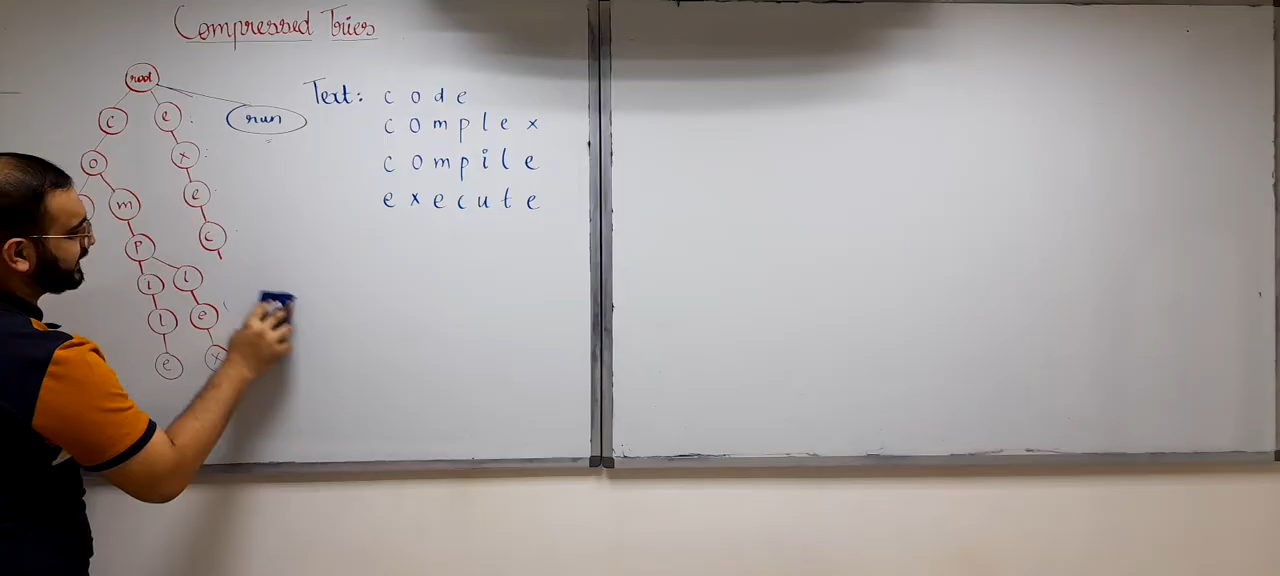 Compressed Tries
root
C e run
O x
m e
P C
i l
l e
e x
Text: c o d e
c o m p l e x
c o m p i l e
e x e c u t e